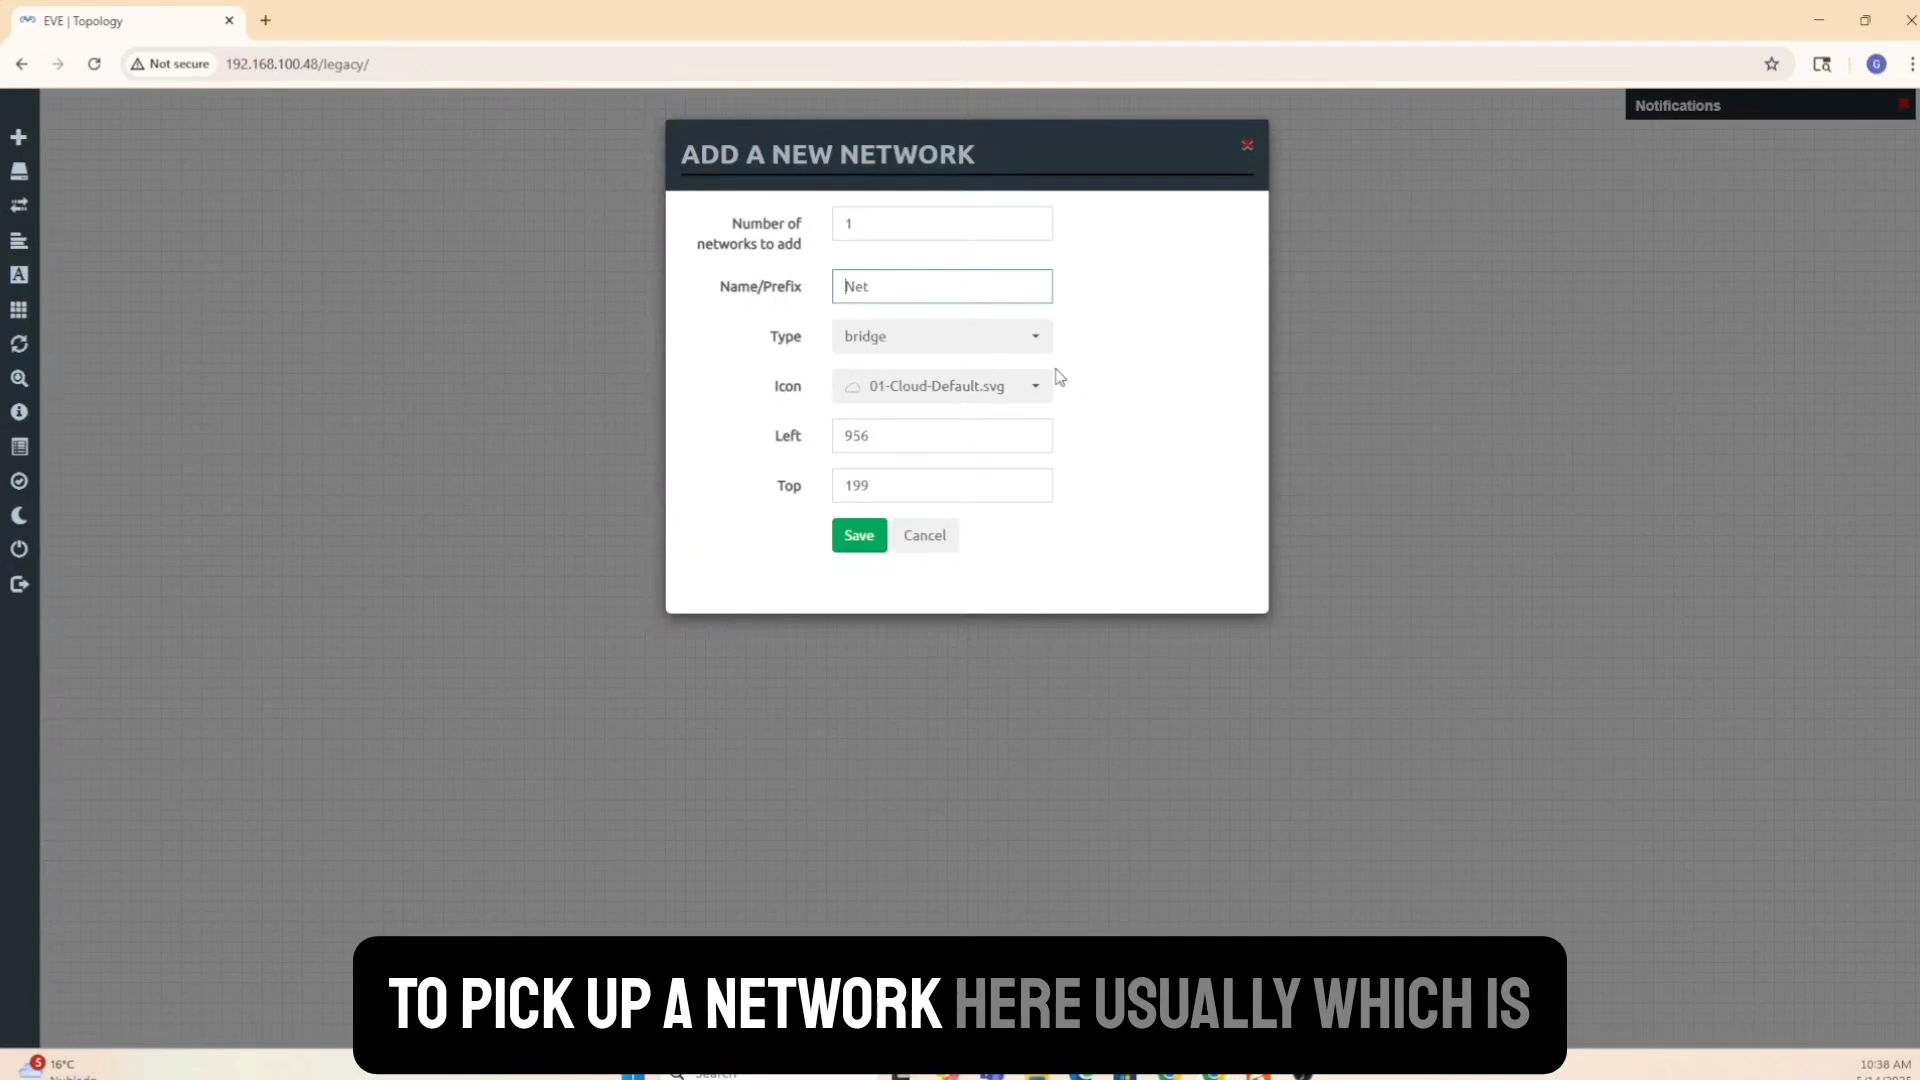 EVE | Topology
Not secure
192.168.100.48/legacy/
G
Notifications
ADD A NEW NETWORK
Number of
networks to add
1
Name/Prefix
Net
Type
bridge
Icon
01-Cloud-Default.svg
Left
956
Top
199
Save
Cancel
A
TO PICK UP A NETWORK HERE USUALLY WHICH IS
5
16°C
Search
10:38 AM